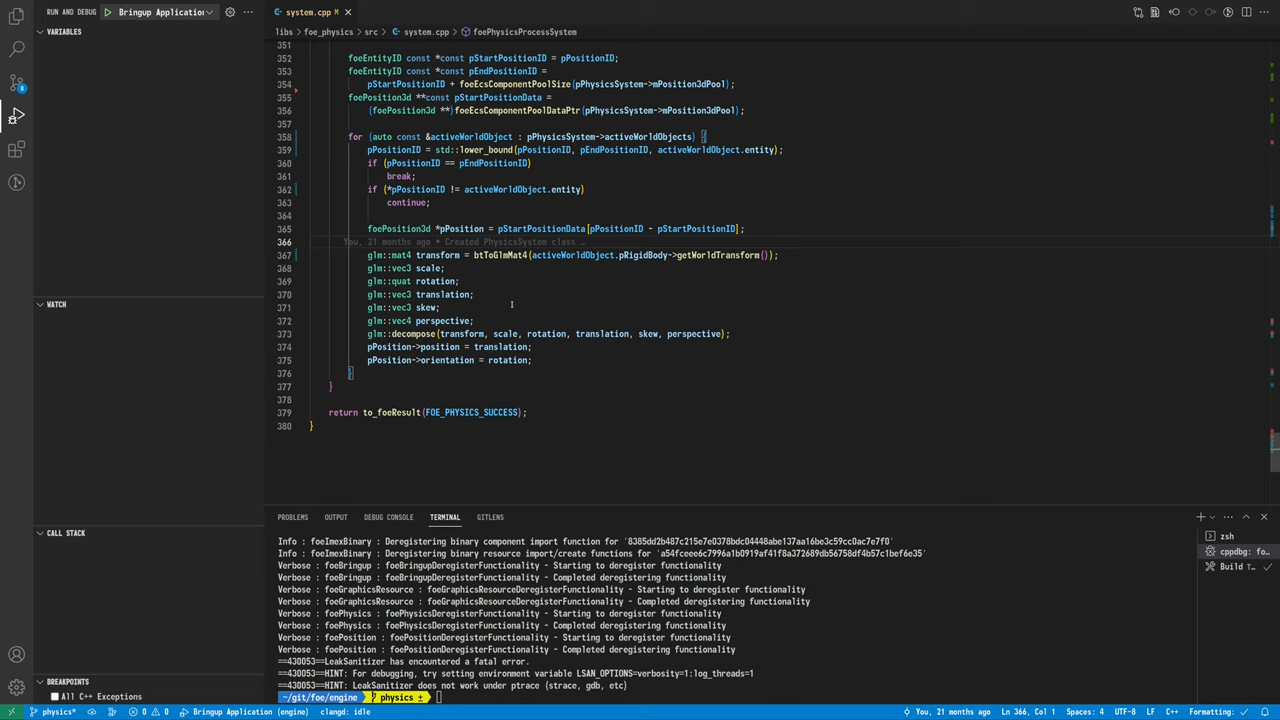 RUN AND DEBUG
Bringup Application
system.cpp M
VARIABLES
WATCH
CALL STACK
BREAKPOINTS
All C++ Exceptions
8
libs > foe_physics > src > system.cpp > foePhysicsProcessSystem
351
352 foeEntityID const *const pStartPositionID = pPositionID;
353 foeEntityID const *const pEndPositionID =
354 pStartPositionID + foeEcsComponentPoolSize(pPhysicsSystem->mPosition3dPool);
355 foePosition3d **const pStartPositionData =
356 (foePosition3d **)foeEcsComponentPoolDataPtr(pPhysicsSystem->mPosition3dPool);
357
358 for (auto const &activeWorldObject : pPhysicsSystem->activeWorldObjects) {
359 pPositionID = std::lower_bound(pPositionID, pEndPositionID, activeWorldObject.entity);
360 if (pPositionID == pEndPositionID)
361 break;
362 if (*pPositionID != activeWorldObject.entity)
363 continue;
364
365 foePosition3d *pPosition = pStartPositionData[pPositionID - pStartPositionID];
366 You, 21 months ago • Created PhysicsSystem class …
367 glm::mat4 transform = btToGlmMat4(activeWorldObject.pRigidBody->getWorldTransform());
368 glm::vec3 scale;
369 glm::quat rotation;
370 glm::vec3 translation;
371 glm::vec3 skew;
372 glm::vec4 perspective;
373 glm::decompose(transform, scale, rotation, translation, skew, perspective);
374 pPosition->position = translation;
375 pPosition->orientation = rotation;
376 }
377 }
378
379 return to_foeResult(FOE_PHYSICS_SUCCESS);
380 }
PROBLEMS OUTPUT DEBUG CONSOLE TERMINAL GITLENS
Info : foeImexBinary : Deregistering binary component import function for '8385dd2b487c215e7e0378bdc04448abe137aa16be3c59cc0ac7e7f0'
Info : foeImexBinary : Deregistering binary resource import/create functions for 'a54fceee6c7996a1b0919af41f8a372689db56758df4b57c1bef6e35'
Verbose : foeBringup : foeBringupDeregisterFunctionality - Starting to deregister functionality
Verbose : foeBringup : foeBringupDeregisterFunctionality - Completed deregistering functionality
Verbose : foeGraphicsResource : foeGraphicsResourceDeregisterFunctionality - Starting to deregister functionality
Verbose : foeGraphicsResource : foeGraphicsResourceDeregisterFunctionality - Completed deregistering functionality
Verbose : foePhysics : foePhysicsDeregisterFunctionality - Starting to deregister functionality
Verbose : foePhysics : foePhysicsDeregisterFunctionality - Completed deregistering functionality
Verbose : foePosition : foePositionDeregisterFunctionality - Starting to deregister functionality
Verbose : foePosition : foePositionDeregisterFunctionality - Completed deregistering functionality
==430053==LeakSanitizer has encountered a fatal error.
==430053==HINT: For debugging, try setting environment variable LSAN_OPTIONS=verbosity=1:log_threads=1
==430053==HINT: LeakSanitizer does not work under ptrace (strace, gdb, etc)
~/git/foe/engine physics ±
zsh
cppdbg: fo...
Build T...
physics* 0 0 Bringup Application (engine) clangd: idle You, 21 months ago Ln 366, Col 1 Spaces: 4 UTF-8 LF C++ Formatting: ✓